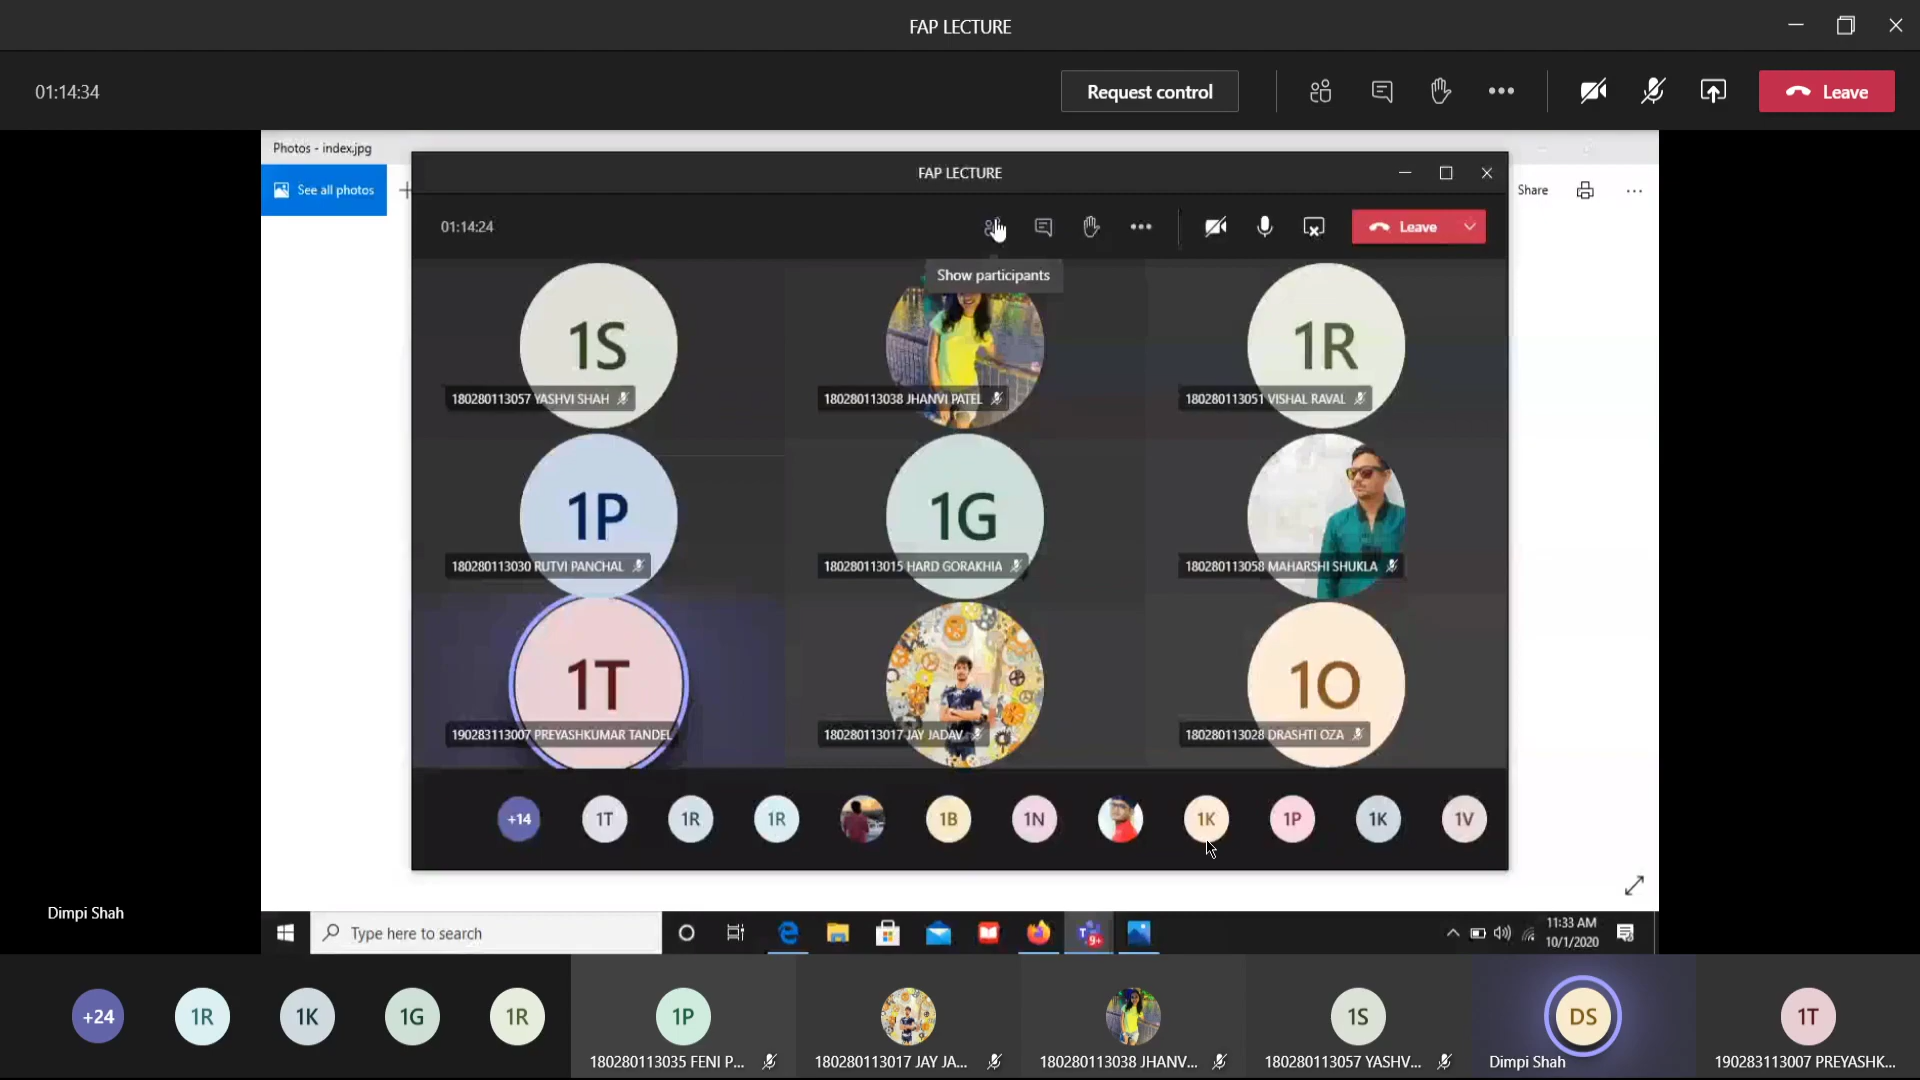 FAP LECTURE
01:14:34
Request control
Leave
Photos - index.jpg
See all photos
Share
FAP LECTURE
01:14:24
Leave
Show participants
1S
1R
180280113057 YASHVI SHAH
180280113038 JHANVI PATEL
180280113051 VISHAL RAVAL
1P
1G
180280113030 RUTVI PANCHAL
180280113015 HARD GORAKHIA
180280113058 MAHARSHI SHUKLA
1T
1O
190283113007 PREYASHKUMAR TANDEL
180280113017 JAY JADAV
180280113028 DRASHTI OZA
+14
1T
1R
1R
1B
1N
1K
1P
1K
1V
Dimpi Shah
Type here to search
9+
11:33 AM
10/1/2020
+24
1R
1K
1G
1R
1P
1S
DS
1T
180280113035 FENI P...
180280113017 JAY JA...
180280113038 JHANV...
180280113057 YASHV...
Dimpi Shah
190283113007 PREYASHK...